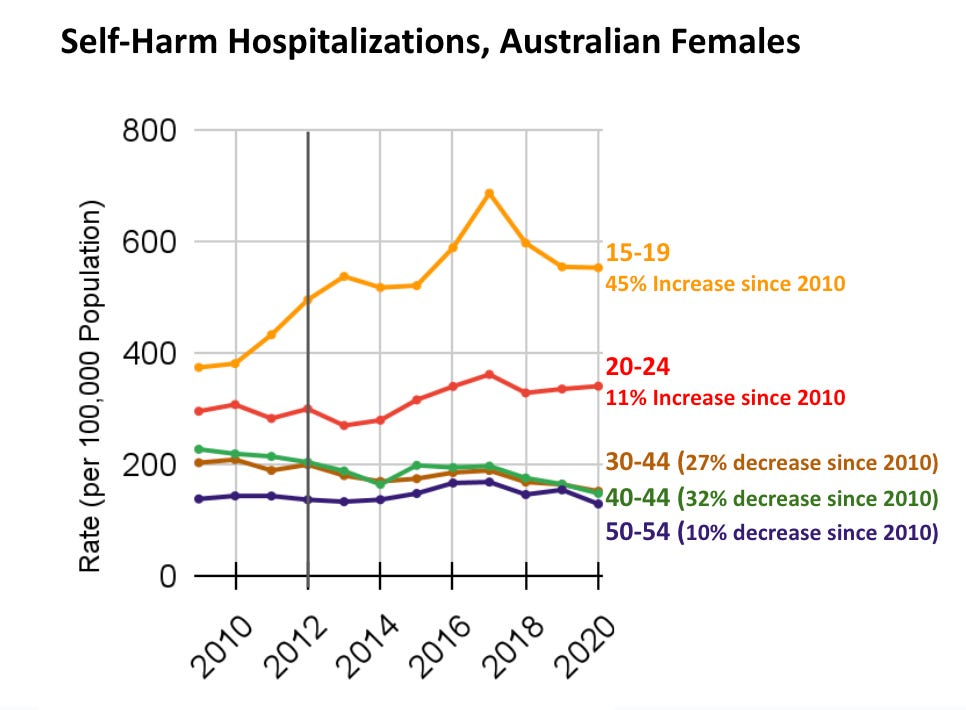 Self-Harm Hospitalizations, Australian Females
Rate (per 100,000 Population)
800
600
400
200
0
2010
2012
2014
2016
2018
2020
15-19
45% Increase since 2010
20-24
11% Increase since 2010
30-44 (27% decrease since 2010)
40-44 (32% decrease since 2010)
50-54 (10% decrease since 2010)